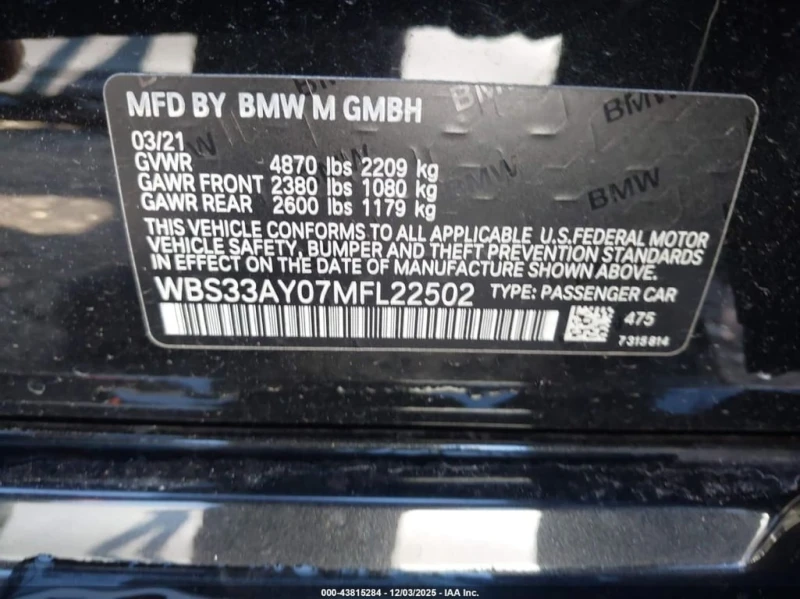 MFD BY BMW M GMBH
03/21
GVWR 4870 lbs 2209 kg
GAWR FRONT 2380 lbs 1080 kg
GAWR REAR 2600 lbs 1179 kg
THIS VEHICLE CONFORMS TO ALL APPLICABLE U.S.FEDERAL MOTOR
VEHICLE SAFETY, BUMPER AND THEFT PREVENTION STANDARDS
IN EFFECT ON THE DATE OF MANUFACTURE SHOWN ABOVE.
WBS33AY07MFL22502 TYPE: PASSENGER CAR
475
7315814
BMW
BMW
BMW
000-43815284 - 12/03/2025 - IAA Inc.